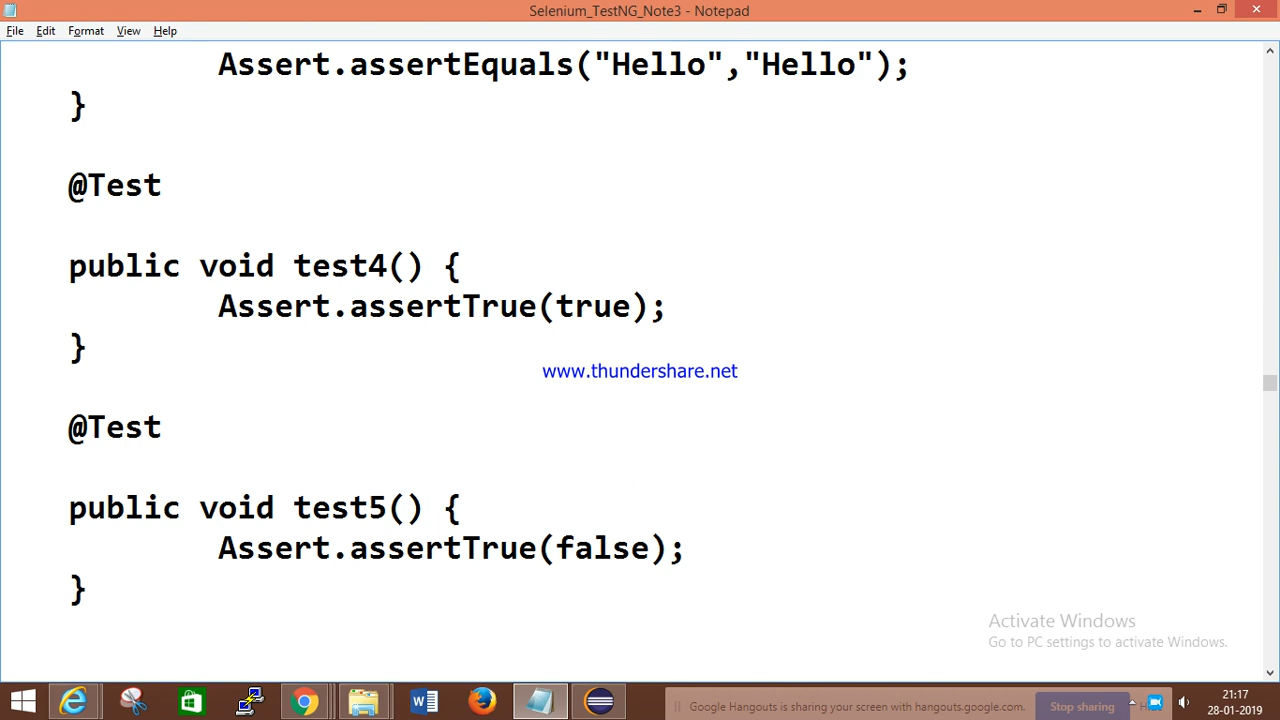 Selenium_TestNG_Note3 - Notepad
File Edit Format View Help
Assert.assertEquals("Hello","Hello");
}
@Test
public void test4() {
Assert.assertTrue(true);
}
www.thundershare.net
@Test
public void test5() {
Assert.assertTrue(false);
}
Activate Windows
Go to PC settings to activate Windows.
Google Hangouts is sharing your screen with hangouts.google.com.
Stop sharing
21:17
28-01-2019